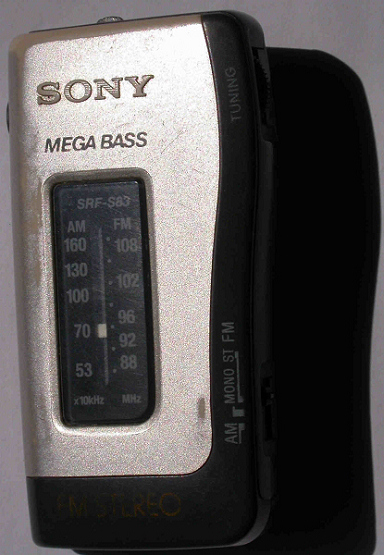 SONY
MEGA BASS
TUNING
SRF-S83
AM FM
160 108
130
102
100
96
70
92
53 88
x10kHz MHz
AM MONO ST FM
FM STEREO